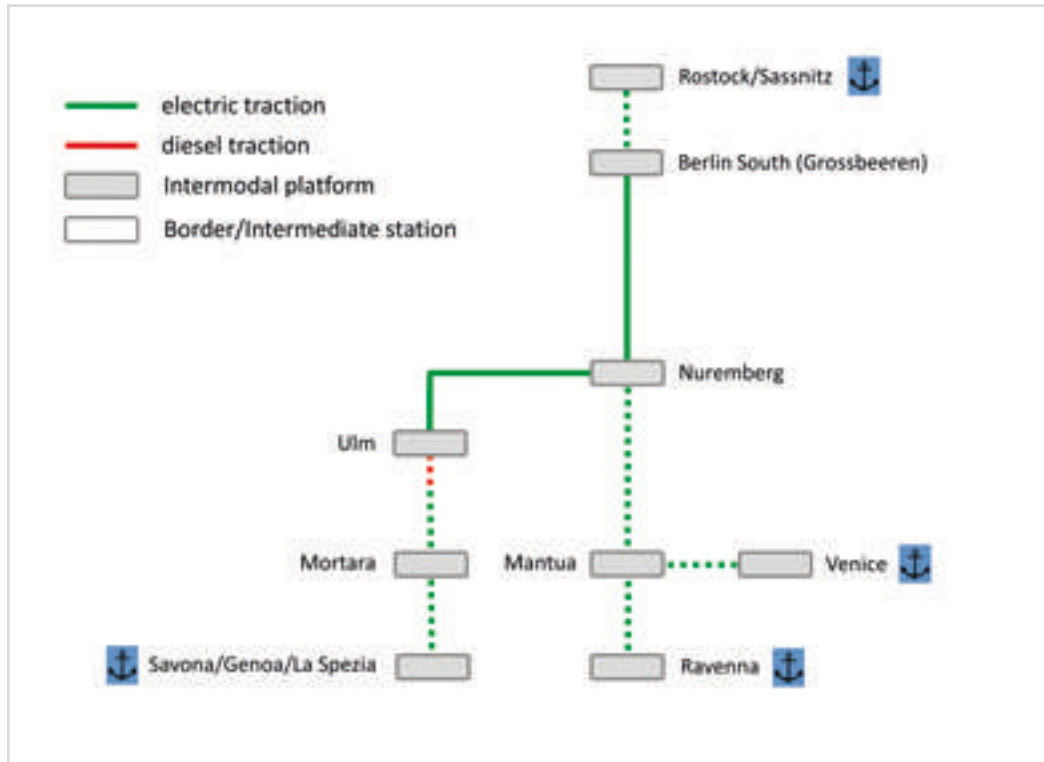 electric traction
diesel traction
Intermodal platform
Border/Intermediate station
Rostock/Sassnitz
Berlin South (Grossbeeren)
Nuremberg
Ulm
Mortara
Mantua
Venice
Savona/Genoa/La Spezia
Ravenna